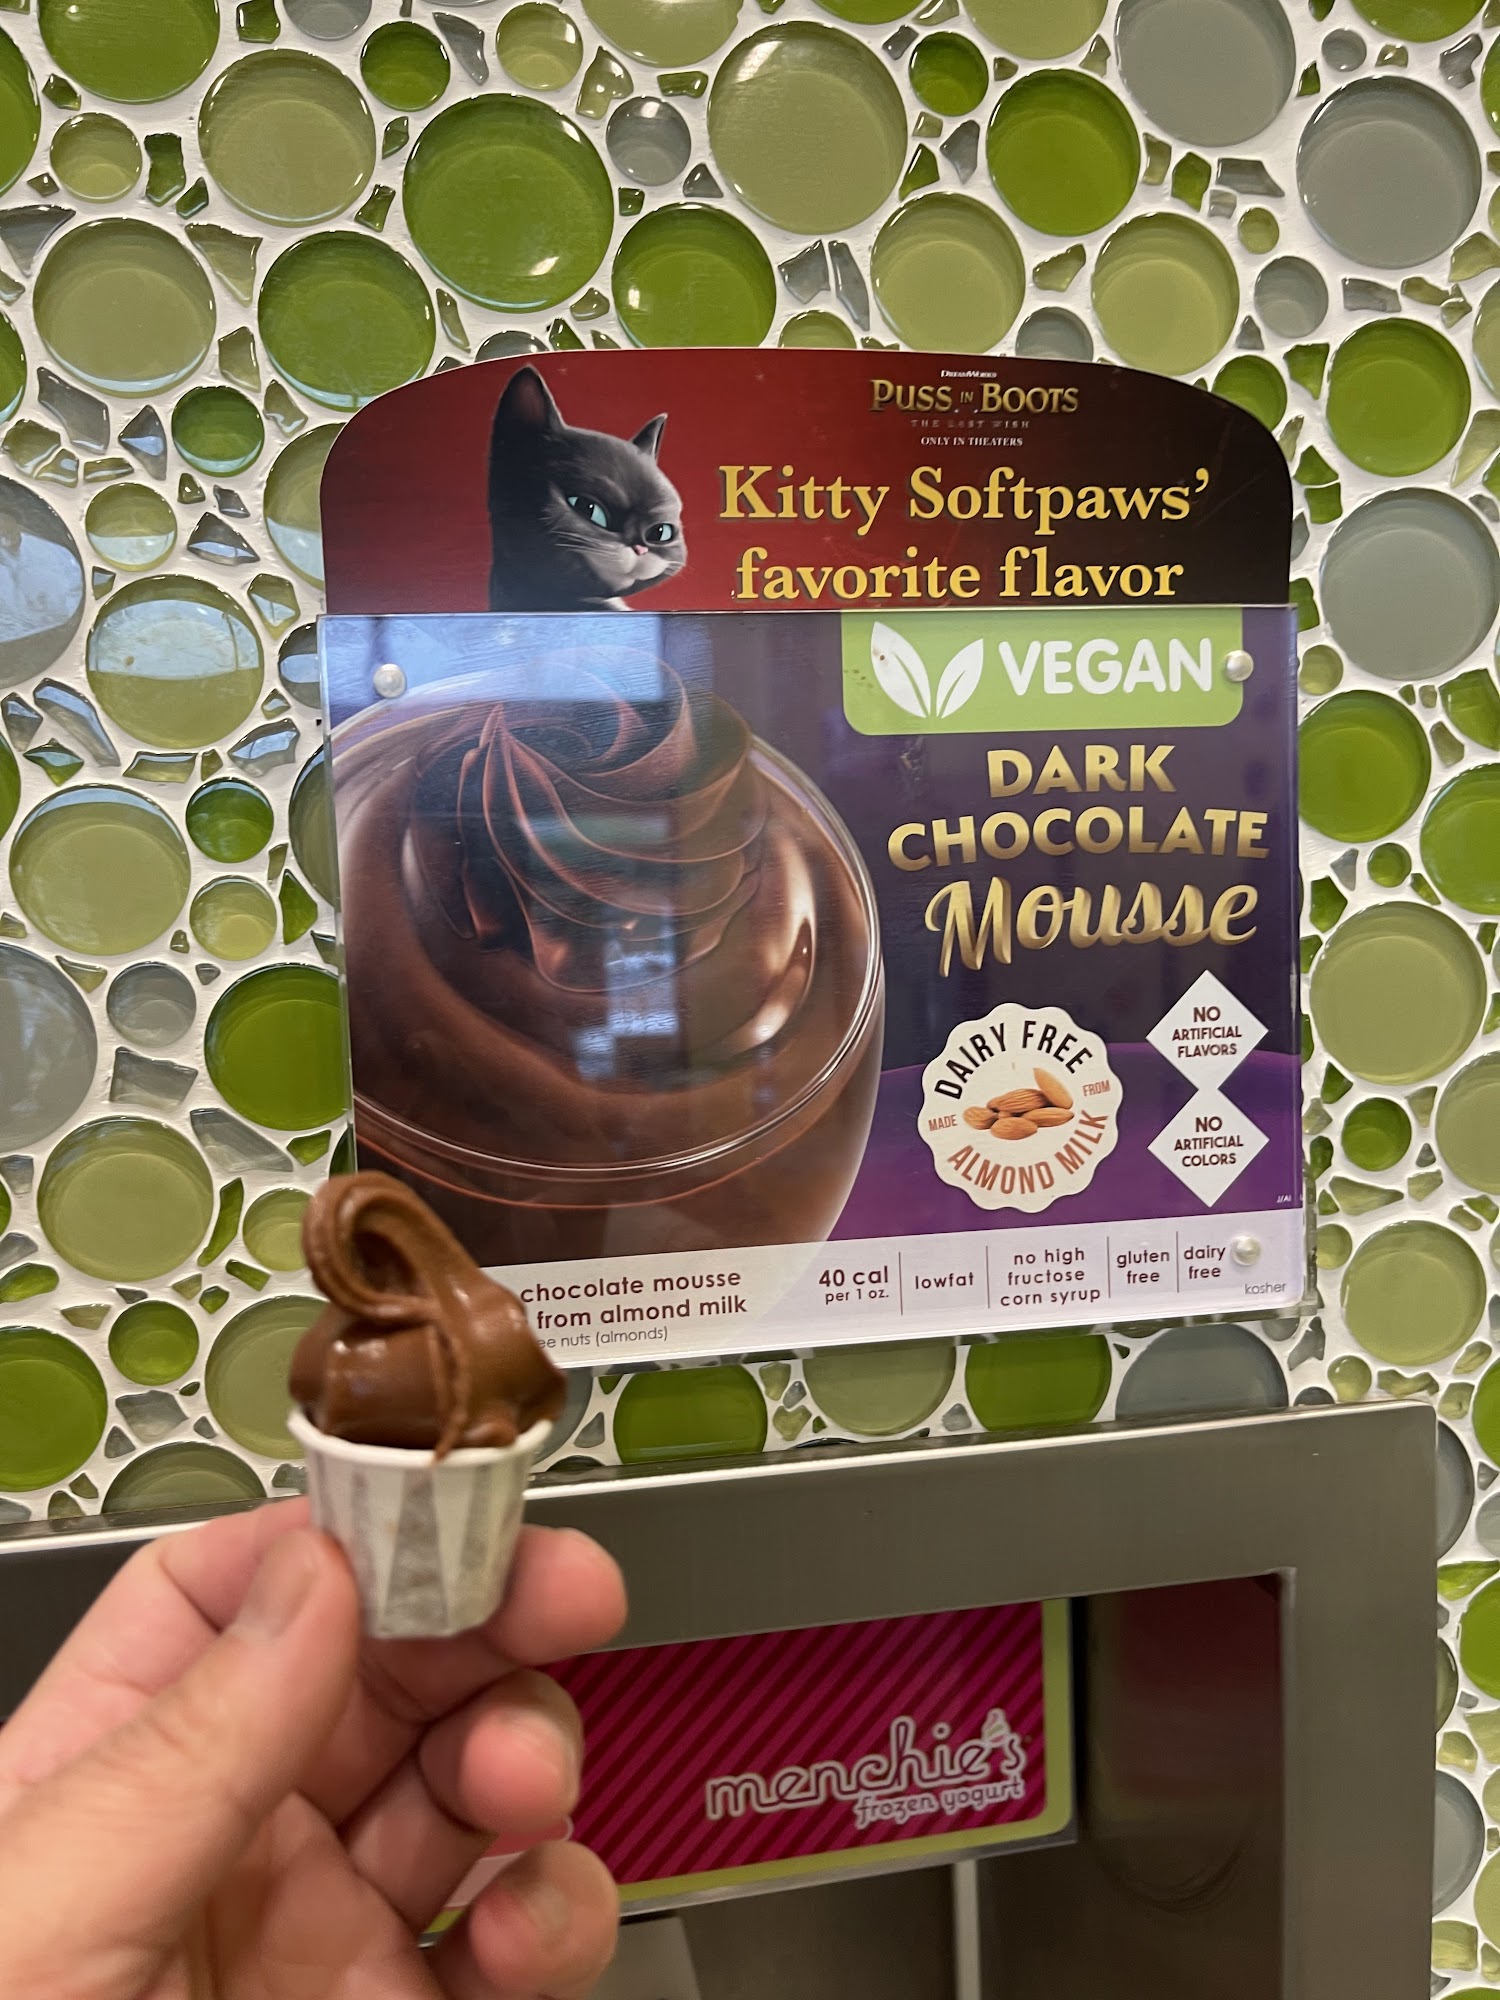 DREAMWORKS
PUSS IN BOOTS
THE LAST WISH
ONLY IN THEATERS
Kitty Softpaws'
favorite flavor
VEGAN
DARK
CHOCOLATE
Mousse
DAIRY FREE
MADE FROM
ALMOND MILK
NO
ARTIFICIAL
FLAVORS
NO
ARTIFICIAL
COLORS
chocolate mousse
from almond milk
ee nuts (almonds)
40 cal
per 1 oz.
lowfat
no high
fructose
corn syrup
gluten
free
dairy
free
kosher
menchie's
frozen yogurt